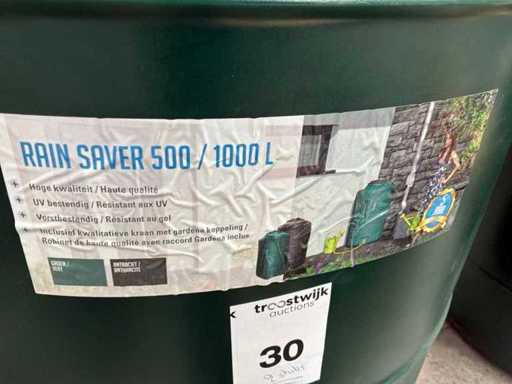 RAIN SAVER 500 / 1000 L
+ Hoge kwaliteit / Haute qualité
+ UV bestendig / Résistant aux UV
+ Vorstbestendig / Résistant au gel
+ Inclusief kwalitatieve kraan met gardena koppeling /
Robinet de haute qualité avec raccord Gardena inclus
GROEN / VERT
ANTRACIET / ANTHRACITE
troostwijk
auctions
30